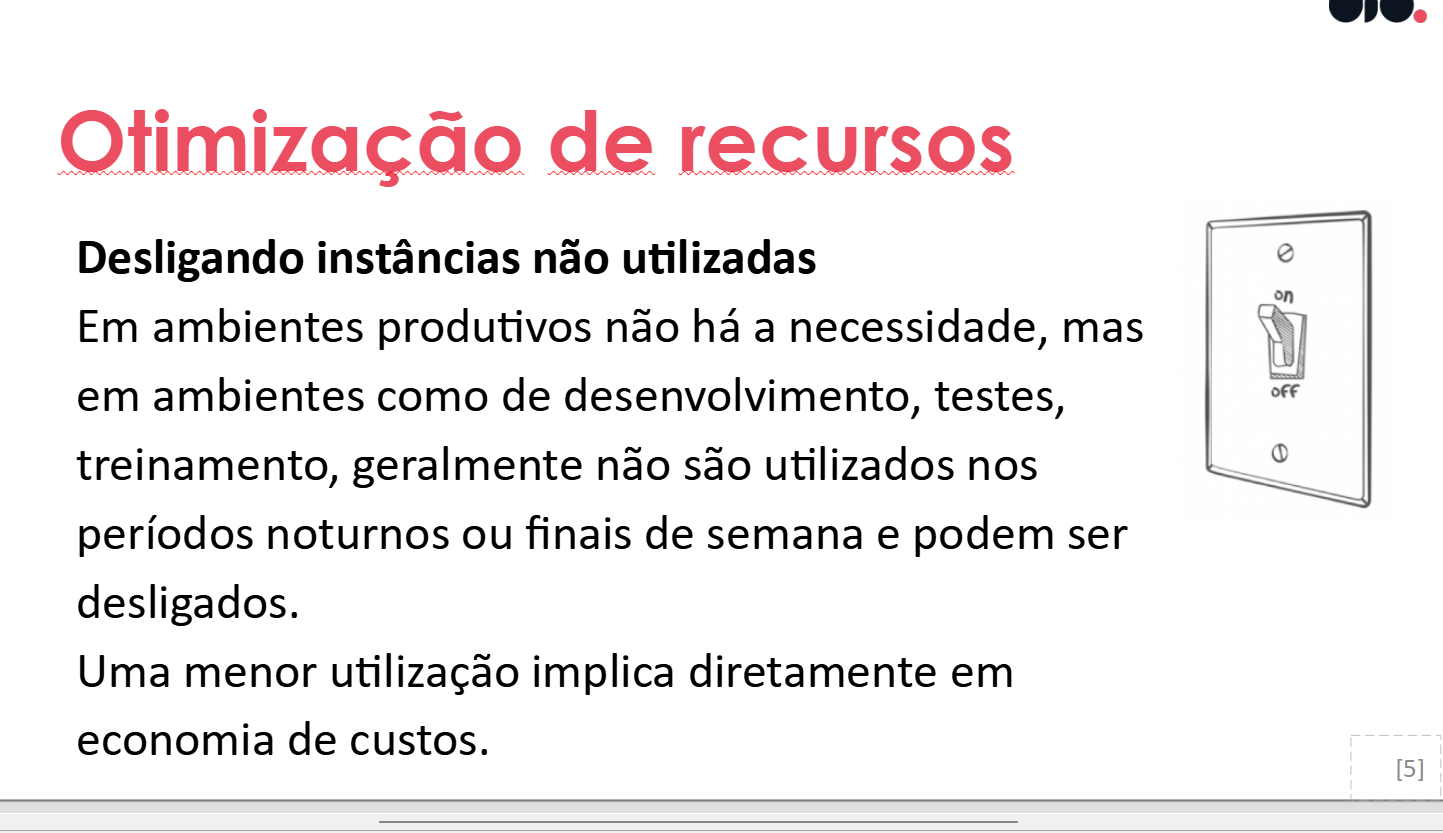 Otimização de recursos
Desligando instâncias não utilizadas
Em ambientes produtivos não há a necessidade, mas
em ambientes como de desenvolvimento, testes,
treinamento, geralmente não são utilizados nos
períodos noturnos ou finais de semana e podem ser
desligados.
Uma menor utilização implica diretamente em
economia de custos.
on
off
[5]